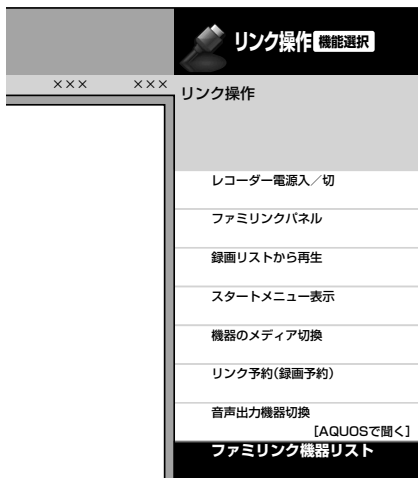 リンク操作 機能選択
××× ×××
リンク操作
レコーダー電源入／切
ファミリンクパネル
録画リストから再生
スタートメニュー表示
機器のメディア切換
リンク予約(録画予約)
音声出力機器切換
[AQUOSで聞く]
ファミリンク機器リスト